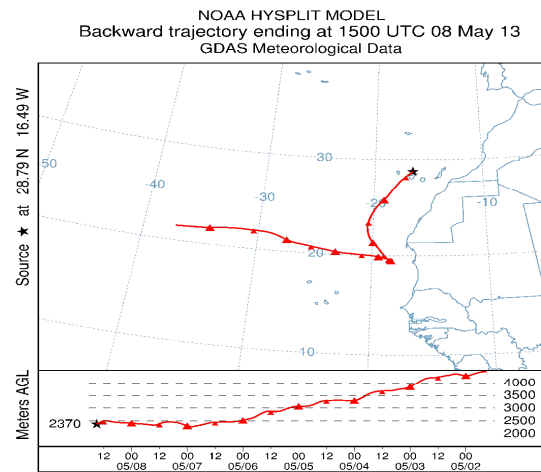 NOAA HYSPLIT MODEL
Backward trajectory ending at 1500 UTC 08 May 13
GDAS Meteorological Data
Source ★ at 28.79 N 16.49 W
50
-40
-30
-20
-10
30
20
10
Meters AGL
2370
4000
3500
3000
2500
2000
12 00 12 00 12 00 12 00 12 00 12 00 12 00
05/08 05/07 05/06 05/05 05/04 05/03 05/02